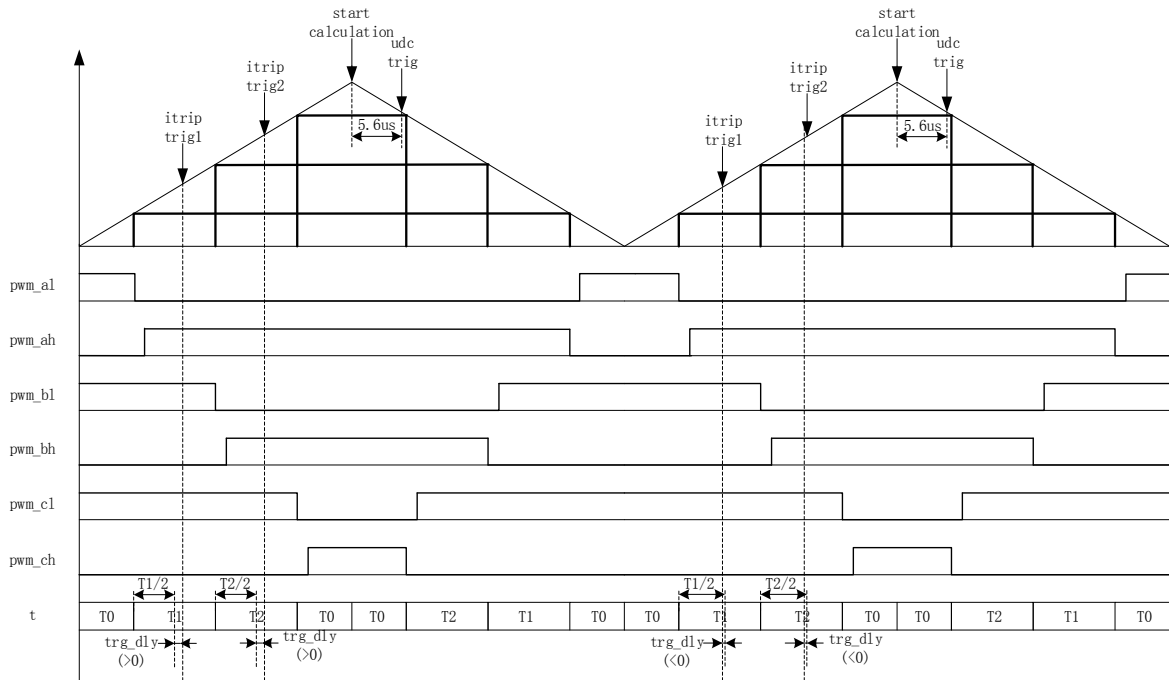 start
calculation
udc
trig
itrip
trig2
itrip
trig1
5.6us
start
calculation
udc
trig
itrip
trig2
itrip
trig1
5.6us
pwm_al
pwm_ah
pwm_bl
pwm_bh
pwm_cl
pwm_ch
T1/2 T2/2 T1/2 T2/2
t T0 T1 T2 T0 T0 T2 T1 T0 T0 T1 T2 T0 T0 T2 T1 T0
trg_dly
(>0)
trg_dly
(>0)
trg_dly
(<0)
trg_dly
(<0)